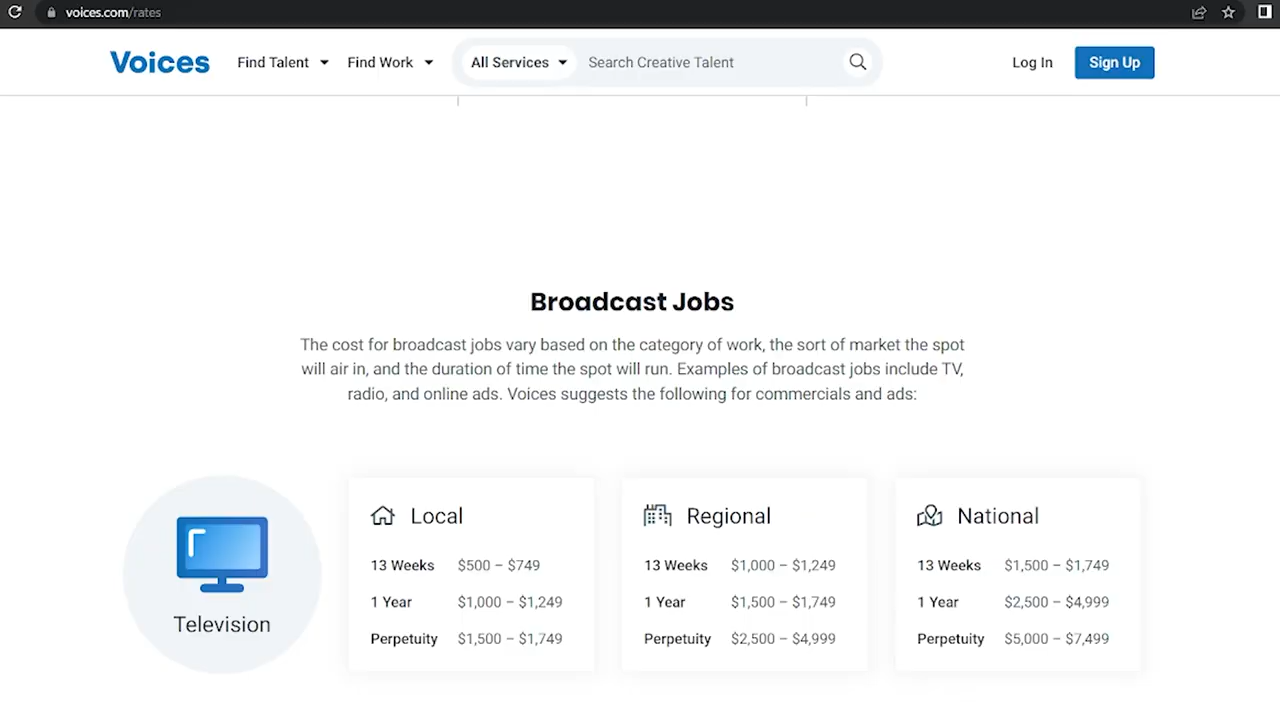 voices.com/rates
Voices Find Talent Find Work All Services Search Creative Talent Log In Sign Up
Broadcast Jobs
The cost for broadcast jobs vary based on the category of work, the sort of market the spot
will air in, and the duration of time the spot will run. Examples of broadcast jobs include TV,
radio, and online ads. Voices suggests the following for commercials and ads:
Television
Local
13 Weeks $500 – $749
1 Year $1,000 – $1,249
Perpetuity $1,500 – $1,749
Regional
13 Weeks $1,000 – $1,249
1 Year $1,500 – $1,749
Perpetuity $2,500 – $4,999
National
13 Weeks $1,500 – $1,749
1 Year $2,500 – $4,999
Perpetuity $5,000 – $7,499